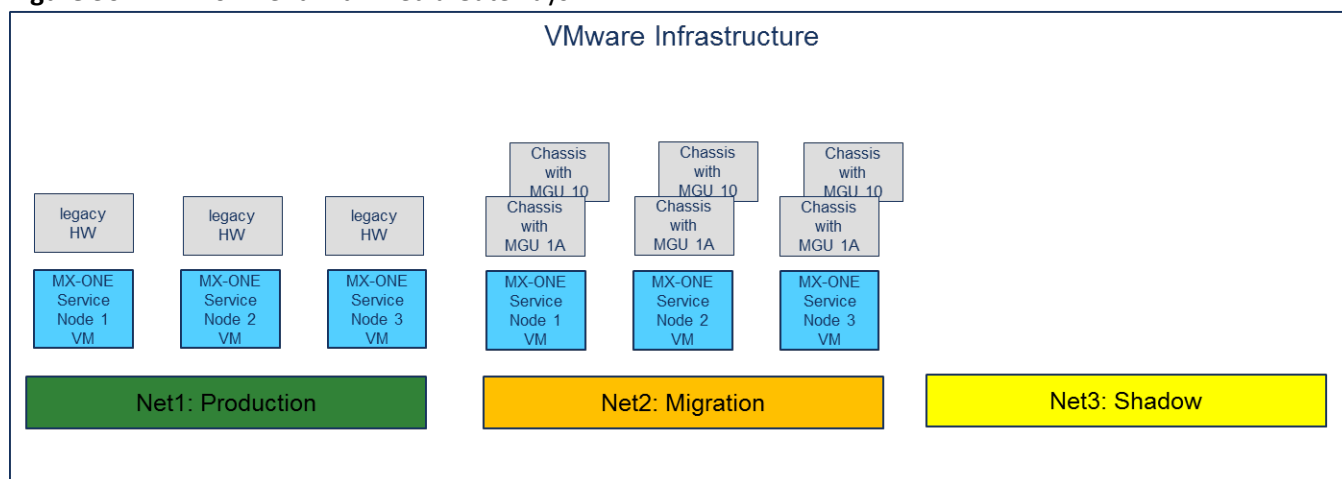 VMware Infrastructure
Chassis
with
MGU 10
Chassis
with
MGU 10
Chassis
with
MGU 10
legacy
HW
legacy
HW
legacy
HW
Chassis
with
MGU 1A
Chassis
with
MGU 1A
Chassis
with
MGU 1A
MX-ONE
Service
Node 1
VM
MX-ONE
Service
Node 2
VM
MX-ONE
Service
Node 3
VM
MX-ONE
Service
Node 1
VM
MX-ONE
Service
Node 2
VM
MX-ONE
Service
Node 3
VM
Net1: Production
Net2: Migration
Net3: Shadow